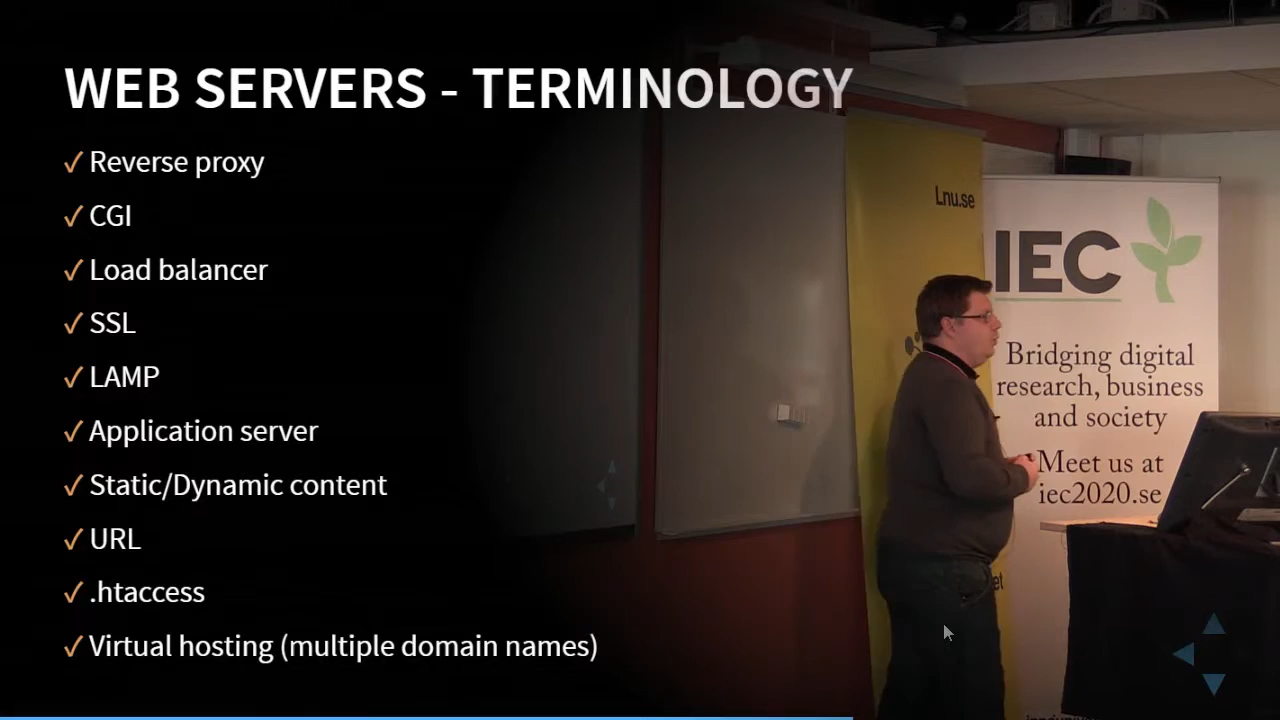 WEB SERVERS - TERMINOLOGY
✓ Reverse proxy
✓ CGI
✓ Load balancer
✓ SSL
✓ LAMP
✓ Application server
✓ Static/Dynamic content
✓ URL
✓ .htaccess
✓ Virtual hosting (multiple domain names)
Lnu.se
IEC
Bridging digital
research, business
and society
Meet us at
iec2020.se